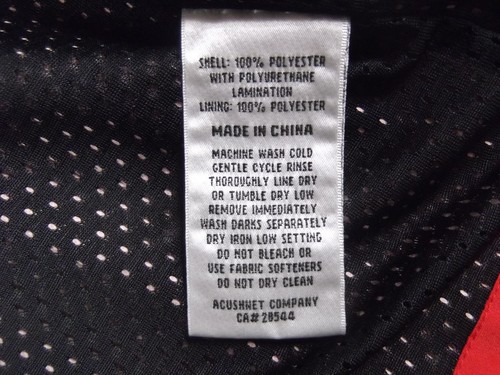 SHELL: 100% POLYESTER
WITH POLYURETHANE
LAMINATION
LINING: 100% POLYESTER
MADE IN CHINA
MACHINE WASH COLD
GENTLE CYCLE RINSE
THOROUGHLY LINE DRY
OR TUMBLE DRY LOW
REMOVE IMMEDIATELY
WASH DARKS SEPARATELY
DRY IRON LOW SETTING
DO NOT BLEACH OR
USE FABRIC SOFTENERS
DO NOT DRY CLEAN
ACUSHNET COMPANY
CA# 28544